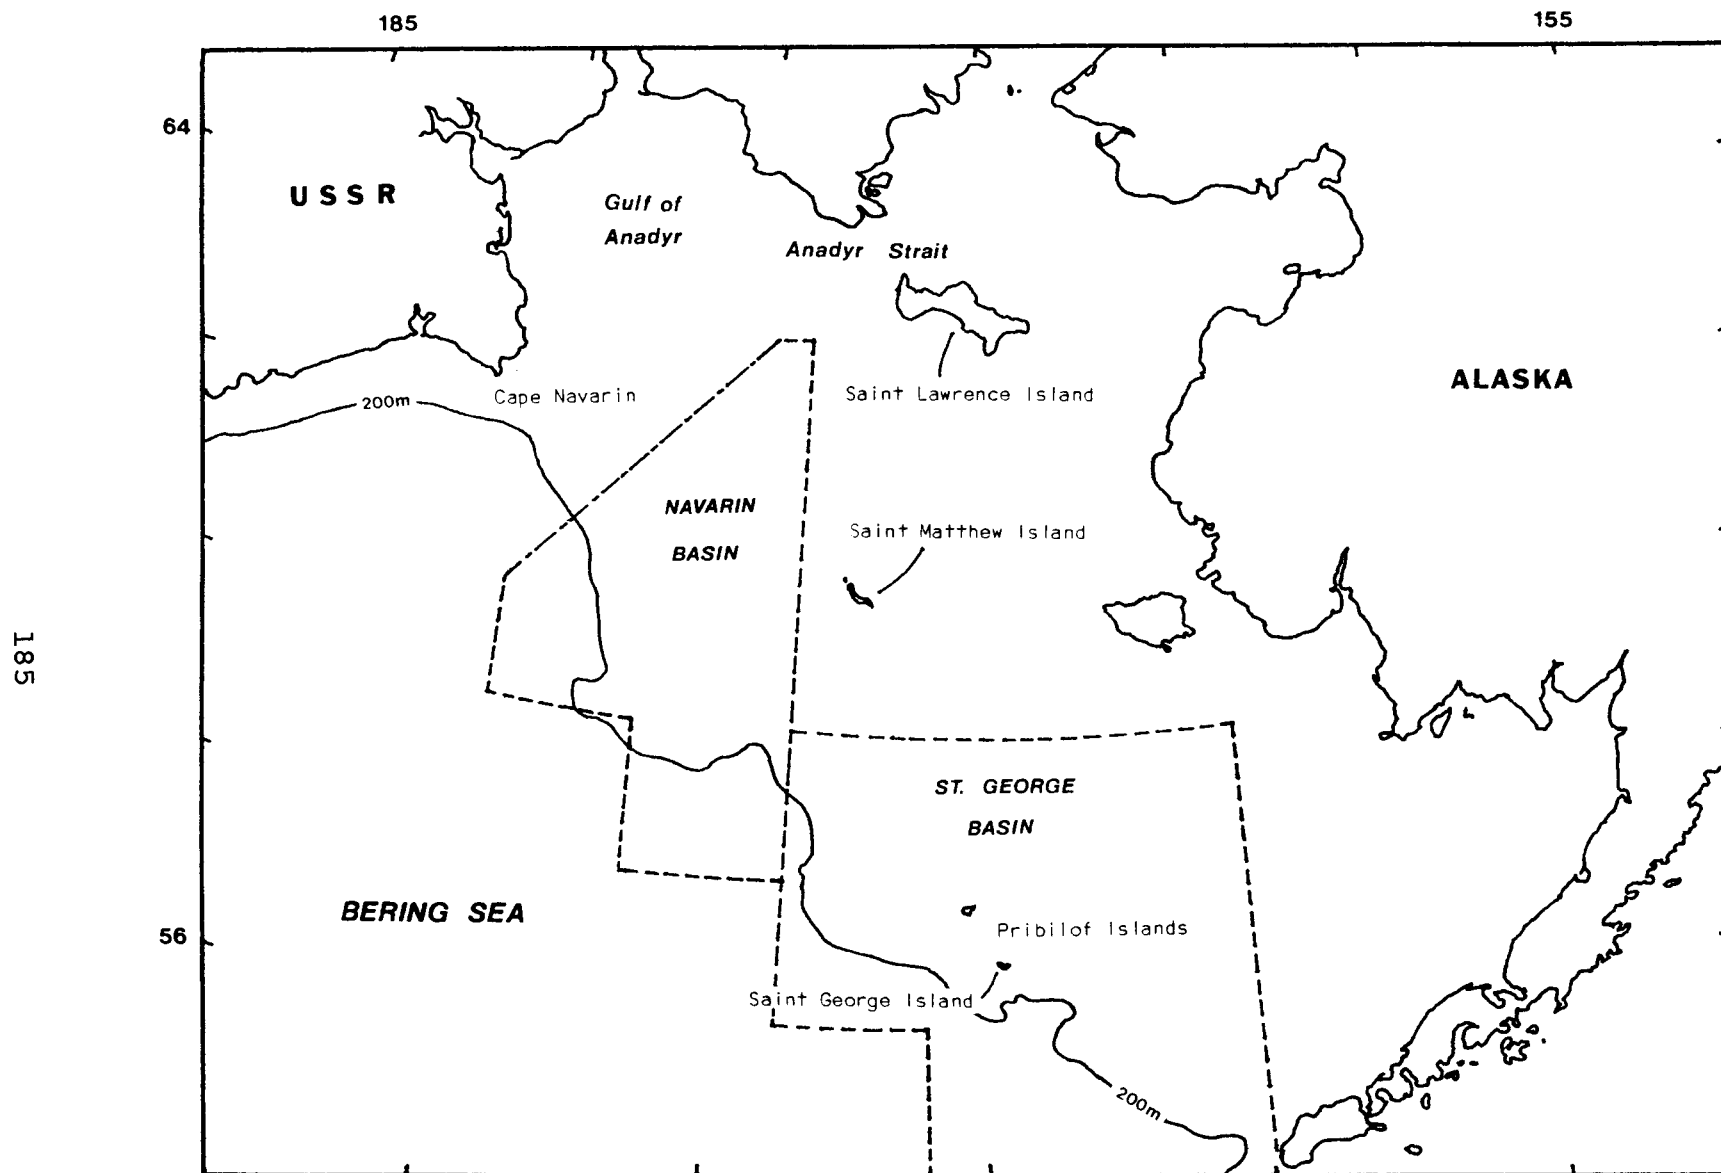 185
155
64
USSR
Gulf of
Anadyr
Anadyr Strait
ALASKA
200m
Cape Navarin
Saint Lawrence Island
NAVARIN
BASIN
Saint Matthew Island
185
ST. GEORGE
BASIN
BERING SEA
56
Pribilof Islands
Saint George Island
200m